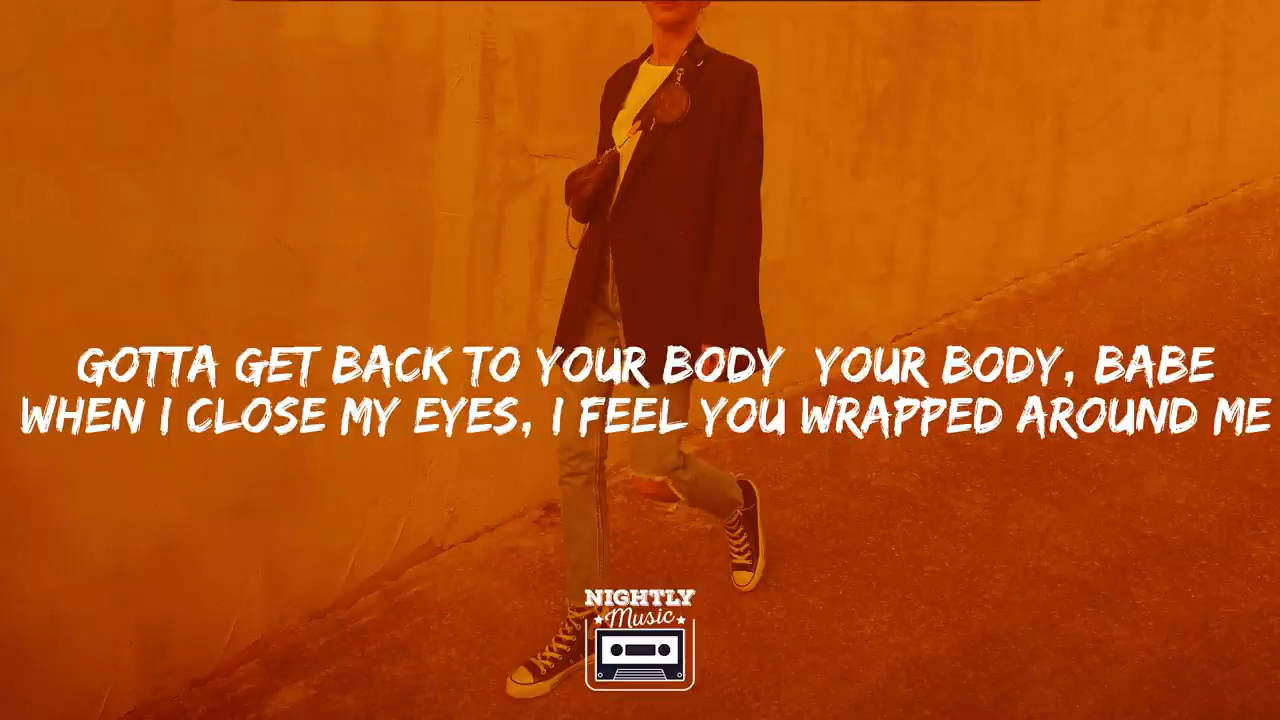 GOTTA GET BACK TO YOUR BODY YOUR BODY, BABE
WHEN I CLOSE MY EYES, I FEEL YOU WRAPPED AROUND ME
NIGHTLY
Music